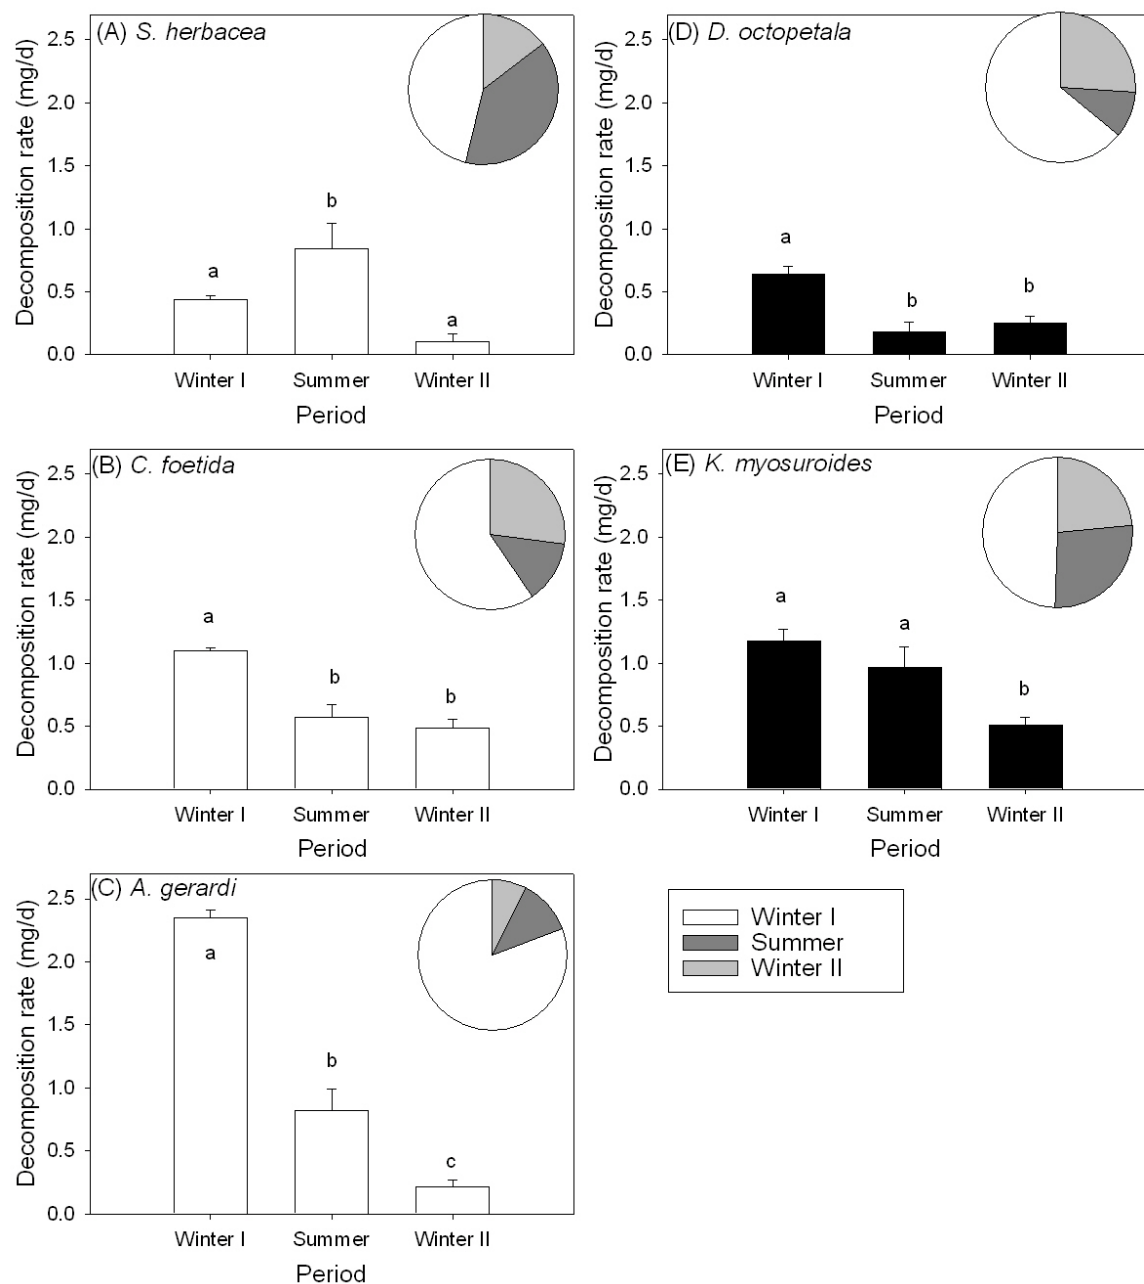 (A) S. herbacea
Decomposition rate (mg/d)
2.5
2.0
1.5
1.0
0.5
0.0
a
b
a
Winter I
Summer
Winter II
Period
(D) D. octopetala
Decomposition rate (mg/d)
2.5
2.0
1.5
1.0
0.5
0.0
a
b
b
Winter I
Summer
Winter II
Period
(B) C. foetida
Decomposition rate (mg/d)
2.5
2.0
1.5
1.0
0.5
0.0
a
b
b
Winter I
Summer
Winter II
Period
(E) K. myosuroides
Decomposition rate (mg/d)
2.5
2.0
1.5
1.0
0.5
0.0
a
a
b
Winter I
Summer
Winter II
Period
(C) A. gerardi
Decomposition rate (mg/d)
2.5
2.0
1.5
1.0
0.5
0.0
a
b
c
Winter I
Summer
Winter II
Period
Winter I
Summer
Winter II